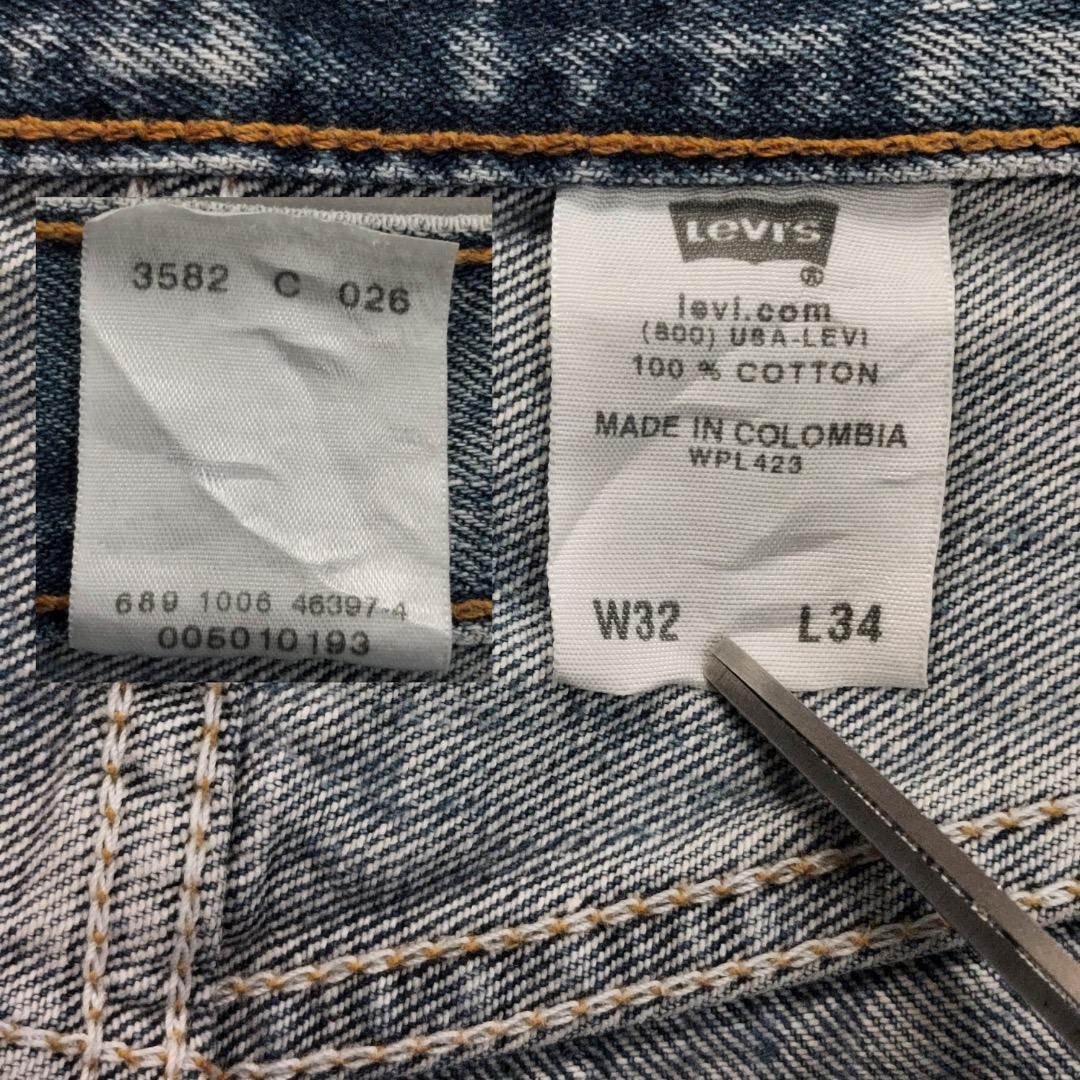 3582 C 026
689 1006 46397-4
005010193
Levi's
®
levi.com
(800) USA-LEVI
100 % COTTON
MADE IN COLOMBIA
WPL423
W32 L34